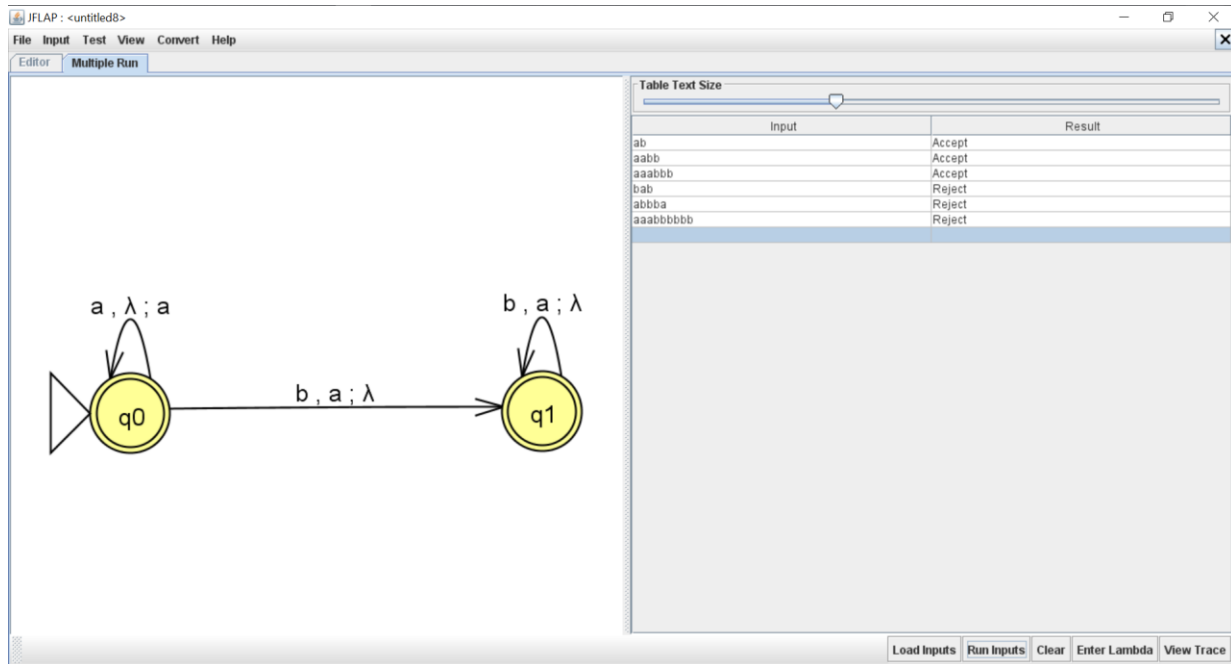 JFLAP : <untitled8>
File Input Test View Convert Help
Editor Multiple Run
Table Text Size
Input Result
ab Accept
aabb Accept
aaabbb Accept
bab Reject
abbba Reject
aaabbbbbb Reject
a , λ ; a
b , a ; λ
b , a ; λ
q0
q1
Load Inputs Run Inputs Clear Enter Lambda View Trace